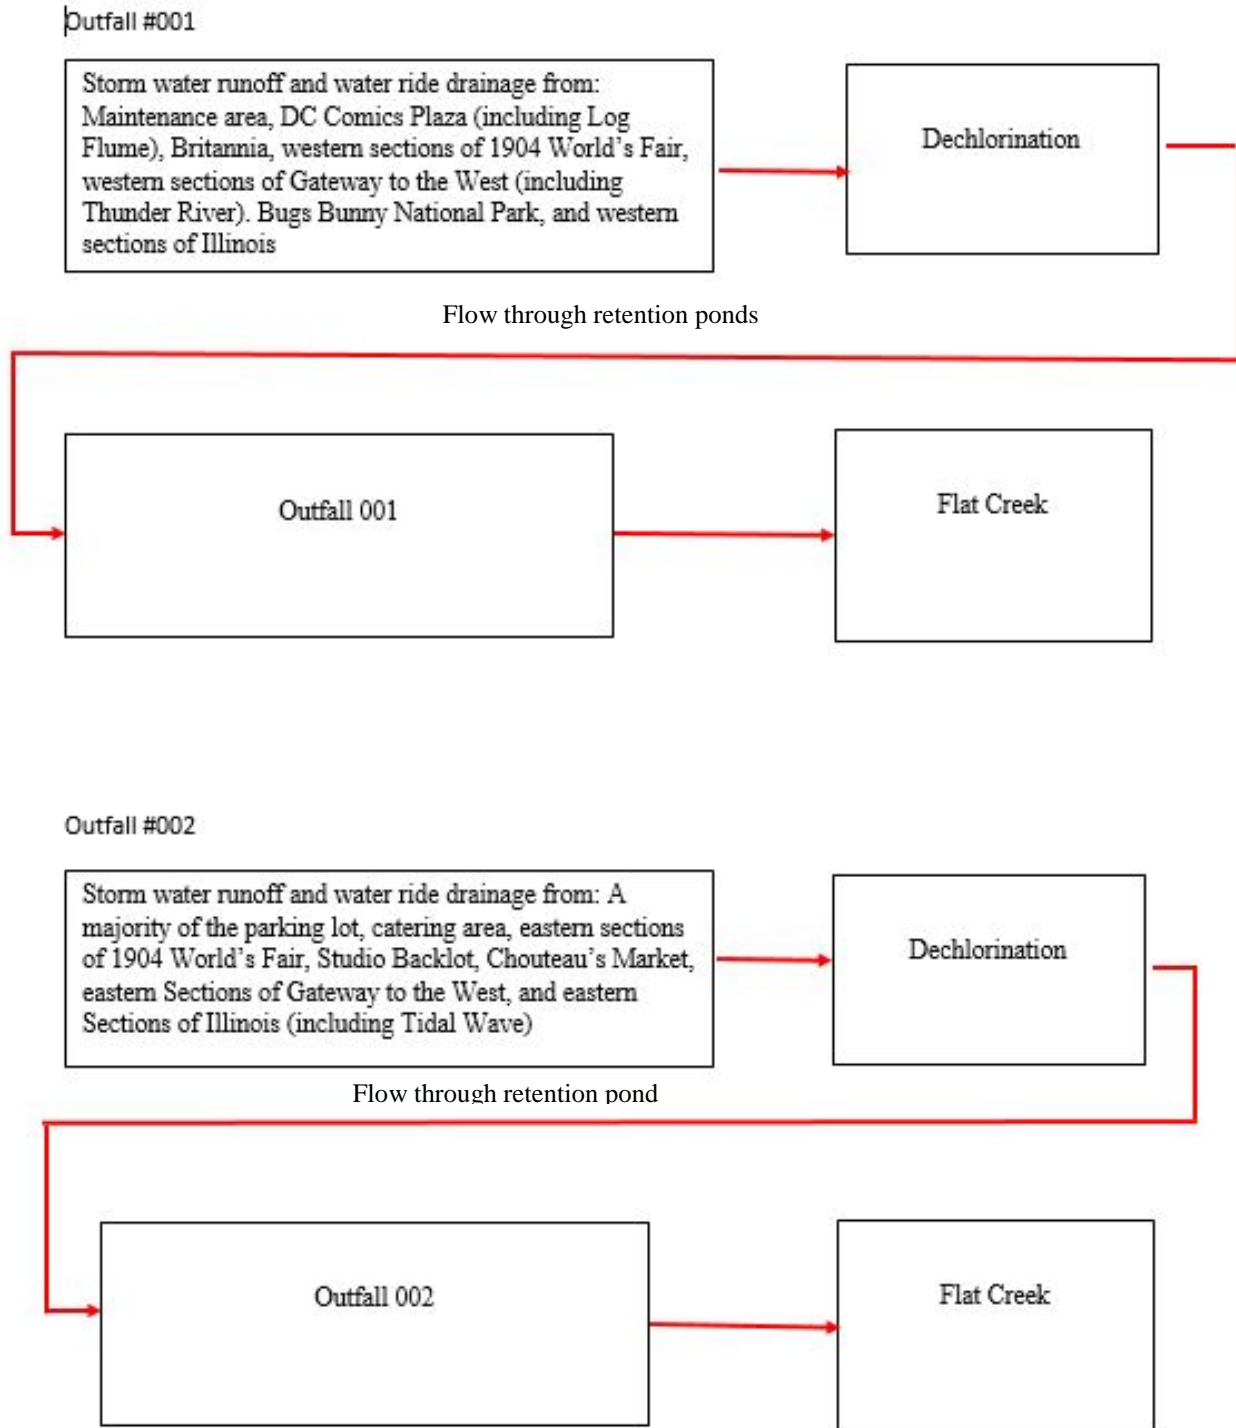 Outfall #001
Storm water runoff and water ride drainage from:
Maintenance area, DC Comics Plaza (including Log
Flume), Britannia, western sections of 1904 World's Fair,
western sections of Gateway to the West (including
Thunder River). Bugs Bunny National Park, and western
sections of Illinois
Dechlorination
Flow through retention ponds
Outfall 001
Flat Creek
Outfall #002
Storm water runoff and water ride drainage from: A
majority of the parking lot, catering area, eastern sections
of 1904 World's Fair, Studio Backlot, Chouteau's Market,
eastern Sections of Gateway to the West, and eastern
Sections of Illinois (including Tidal Wave)
Dechlorination
Flow through retention pond
Outfall 002
Flat Creek